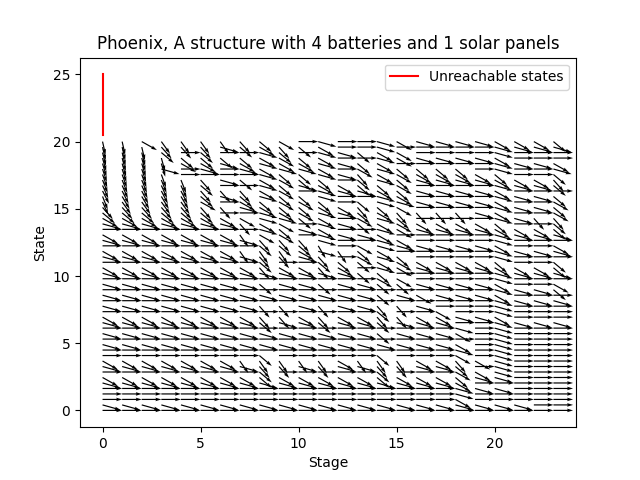 Phoenix, A structure with 4 batteries and 1 solar panels
Unreachable states
25
20
15
10
5
0
State
0
5
10
15
20
Stage